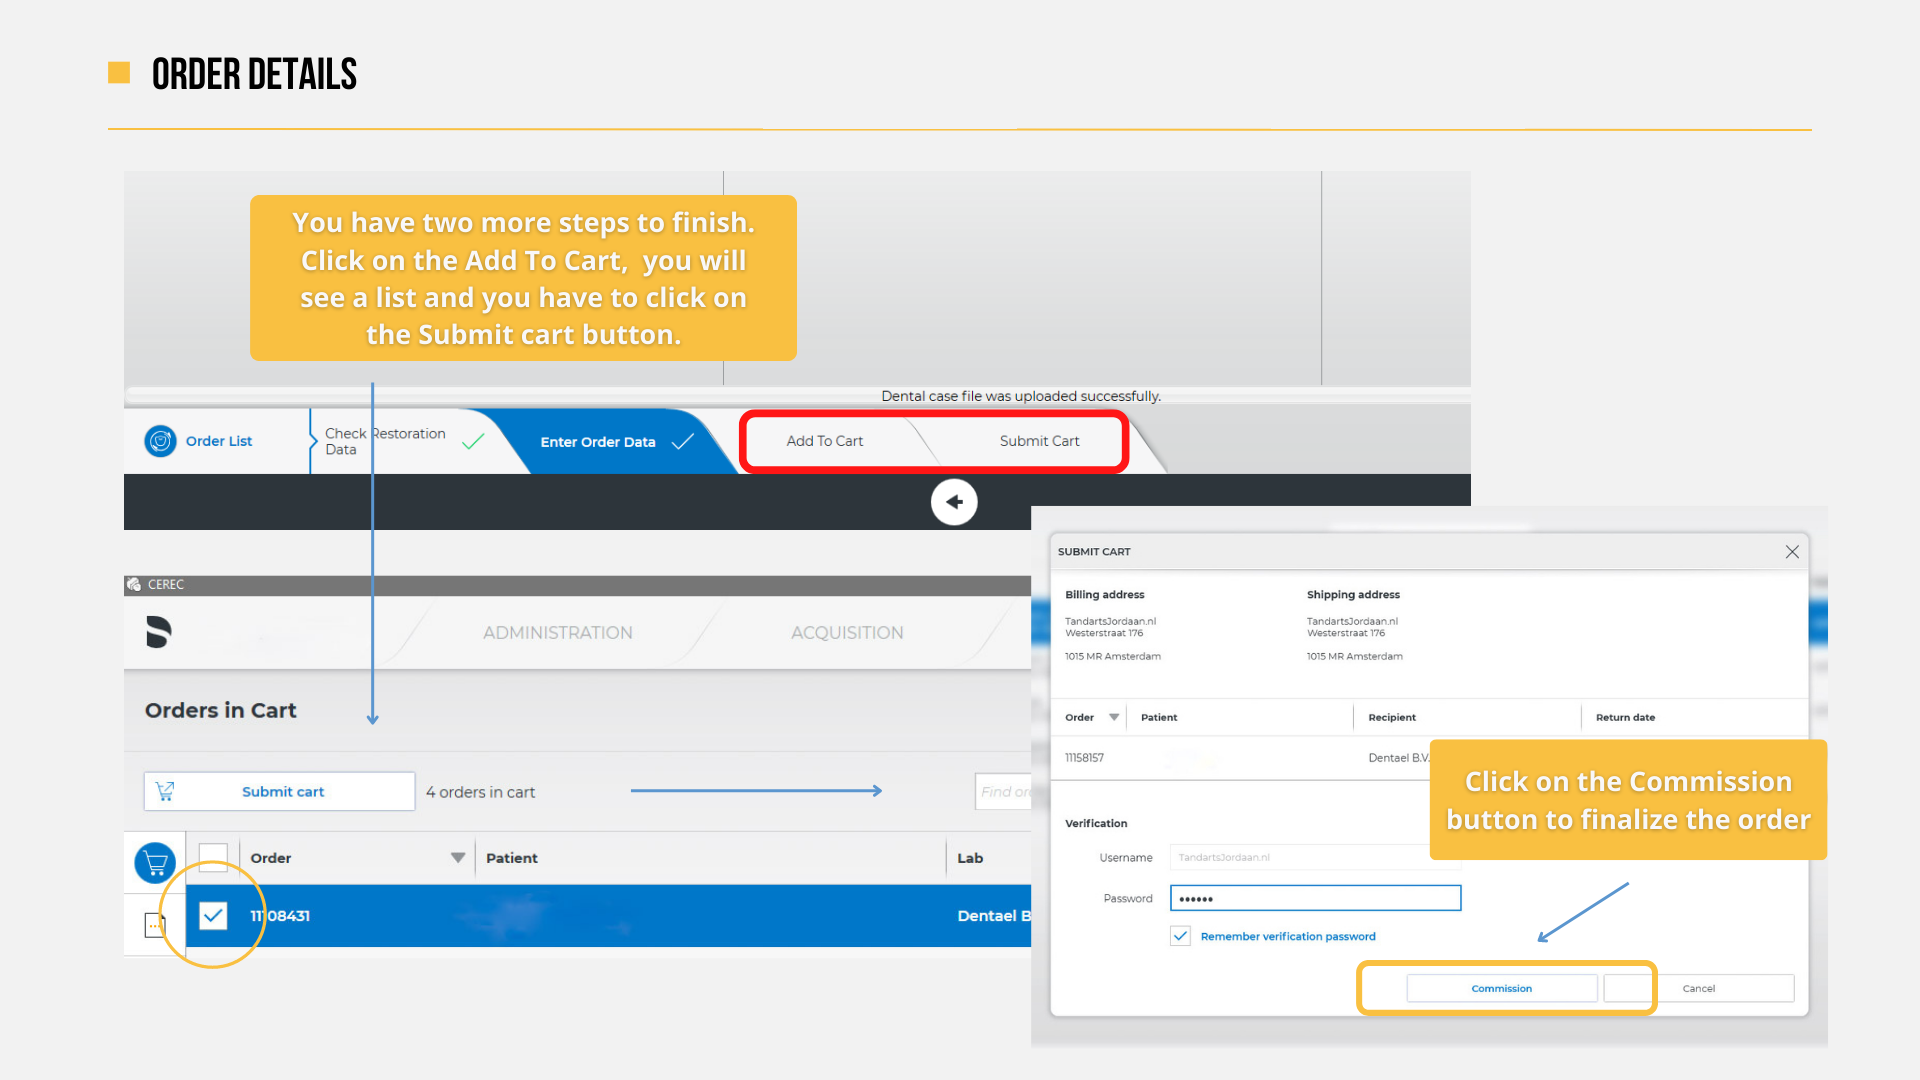 ORDER DETAILS
You have two more steps to finish.
Click on the Add To Cart, you will
see a list and you have to click on
the Submit cart button.
Dental case file was uploaded successfully.
Order List
Check Restoration
Data
Enter Order Data
Add To Cart
Submit Cart
CEREC
ADMINISTRATION
ACQUISITION
Orders in Cart
Submit cart
4 orders in cart
Find
Order
Patient
Lab
11108431
Dentael B
SUBMIT CART
Billing address
Shipping address
TandartsJordaan.nl
TandartsJordaan.nl
Westerstraat 176
Westerstraat 176
1015 MR Amsterdam
1015 MR Amsterdam
Order
Patient
Recipient
Return date
11158157
Dentael B.V.
Click on the Commission
button to finalize the order
Verification
Username
TandartsJordaan.nl
Password
••••••
Remember verification password
Commission
Cancel